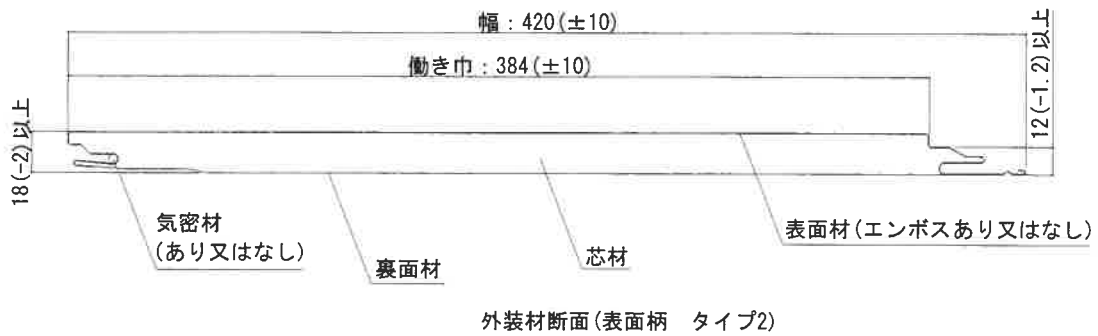 幅：420(±10)
働き巾：384(±10)
12(-1.2)以上
18(-2)以上
気密材
(あり又はなし)
裏面材
芯材
表面材(エンボスあり又はなし)
外装材断面(表面柄　タイプ2)